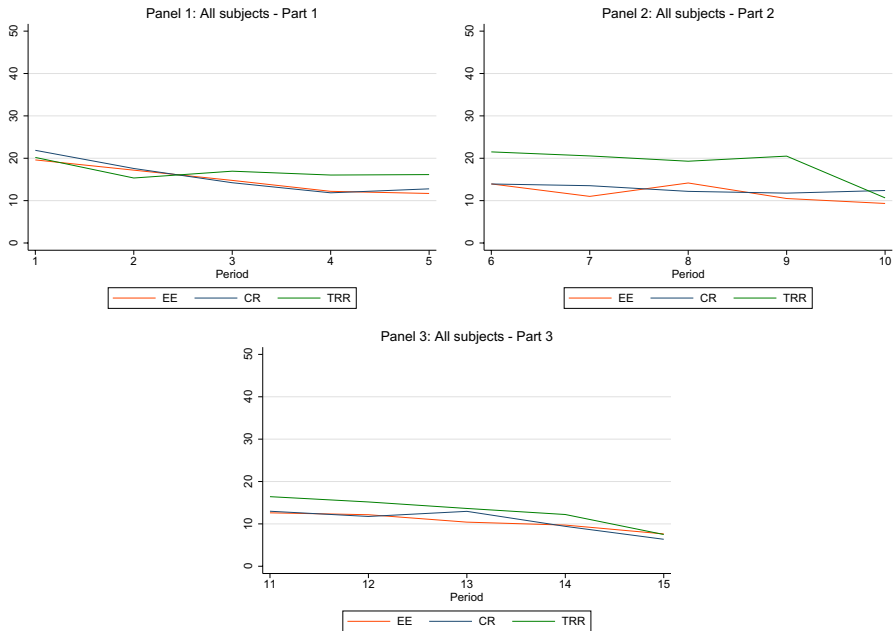 Panel 1: All subjects - Part 1
50
40
30
20
10
0
1 2 3 4 5
Period
EE CR TRR
Panel 2: All subjects - Part 2
50
40
30
20
10
0
6 7 8 9 10
Period
EE CR TRR
Panel 3: All subjects - Part 3
50
40
30
20
10
0
11 12 13 14 15
Period
EE CR TRR